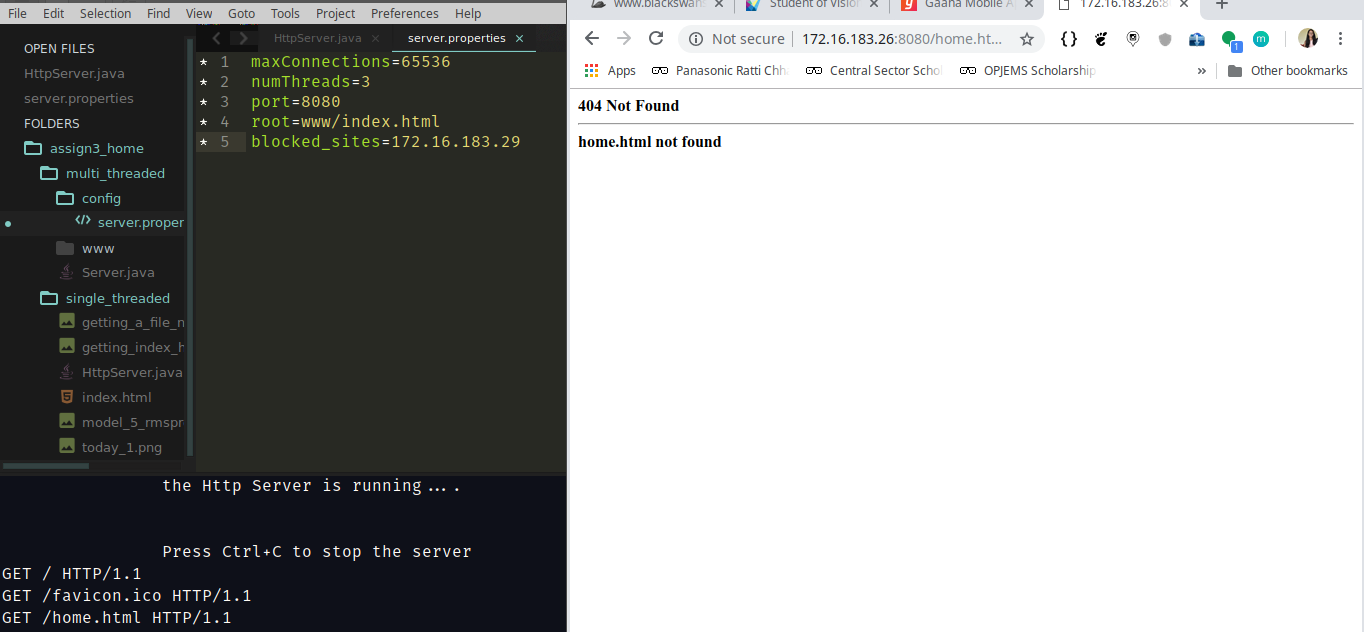 File Edit Selection Find View Goto Tools Project Preferences Help
OPEN FILES
HttpServer.java
server.properties
FOLDERS
assign3_home
multi_threaded
config
server.proper
www
Server.java
single_threaded
getting_a_file_n
getting_index_h
HttpServer.java
index.html
model_5_rmspr
today_1.png
HttpServer.java × server.properties ×
* 1 maxConnections=65536
* 2 numThreads=3
* 3 port=8080
* 4 root=www/index.html
* 5 blocked_sites=172.16.183.29
the Http Server is running....
Press Ctrl+C to stop the server
GET / HTTP/1.1
GET /favicon.ico HTTP/1.1
GET /home.html HTTP/1.1
www.blackswan Student of Vision Gaana Mobile A 172.16.183.26:8
Not secure 172.16.183.26:8080/home.ht...
1 m
Apps Panasonic Ratti Chh Central Sector Schol OPJEMS Scholarship » Other bookmarks
404 Not Found
home.html not found